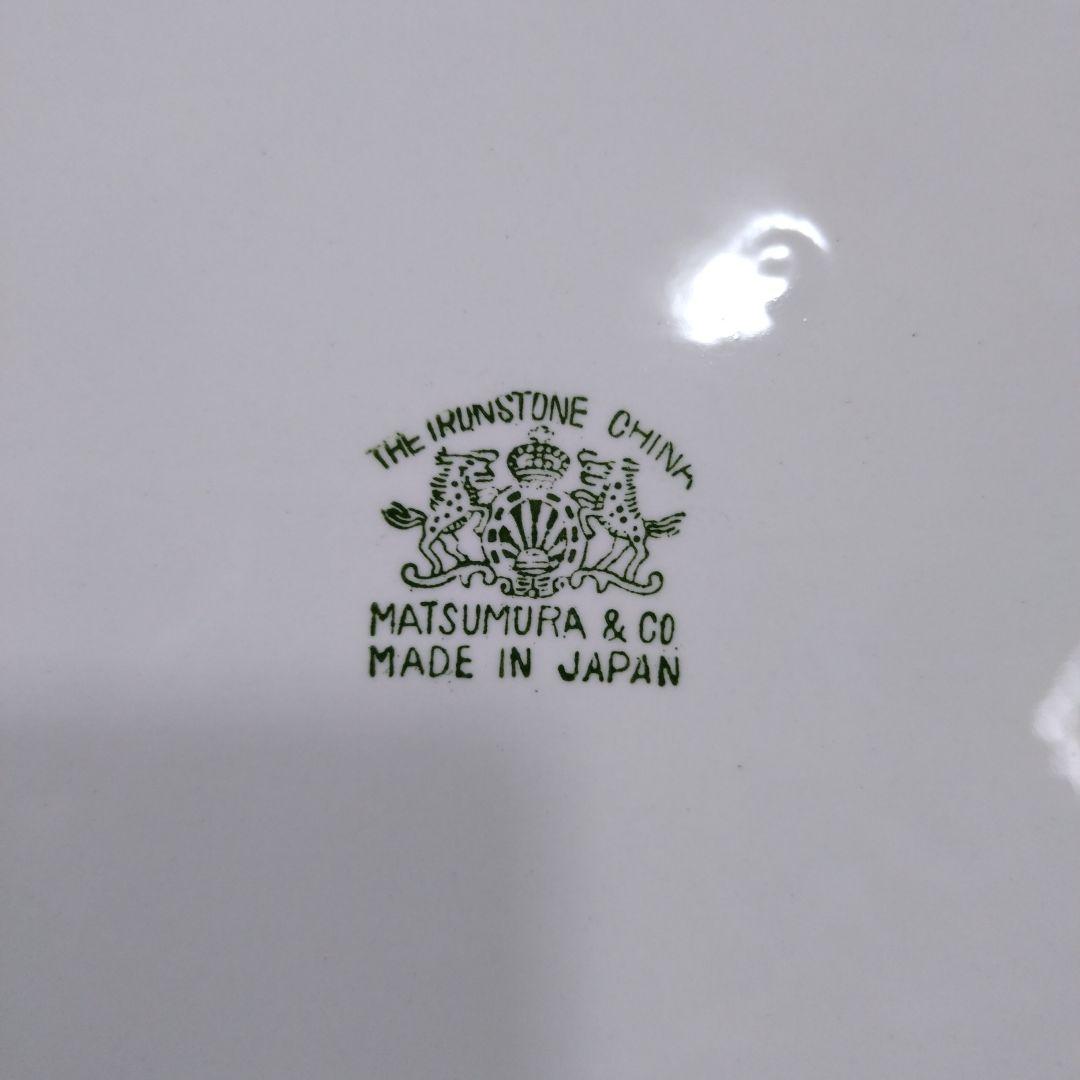 THE IRONSTONE CHINA
MATSUMURA & CO
MADE IN JAPAN